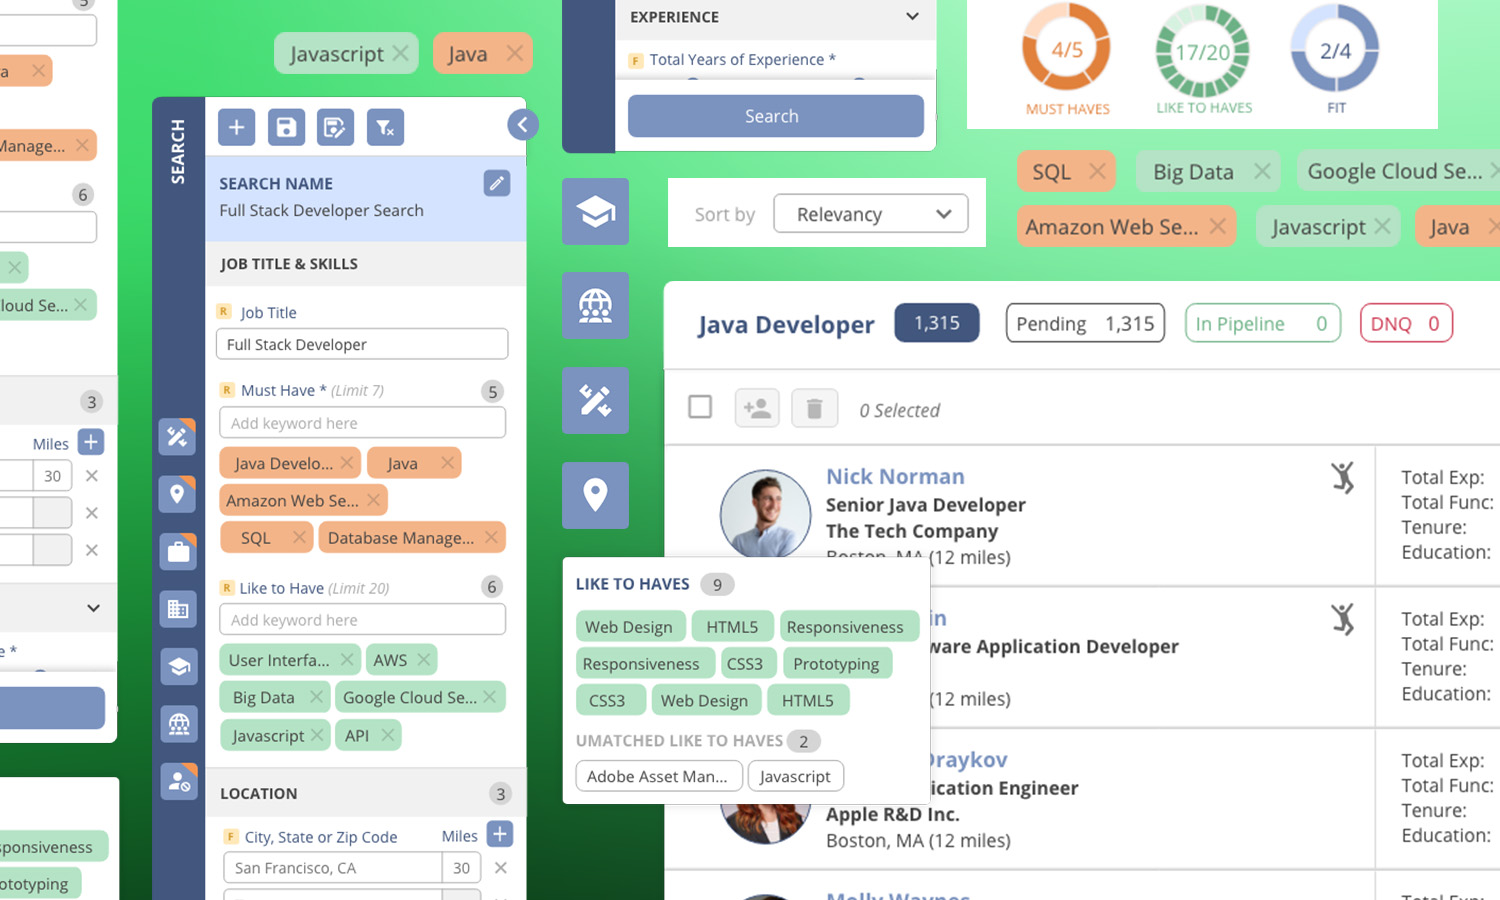 5
a
Manage...
6
loud Se...
3
Miles
30
e *
sponsiveness
ototyping
Javascript
Java
SEARCH
SEARCH NAME
Full Stack Developer Search
JOB TITLE & SKILLS
R Job Title
Full Stack Developer
R Must Have * (Limit 7) 5
Add keyword here
Java Develo... Java
Amazon Web Se...
SQL Database Manage...
R Like to Have (Limit 20) 6
Add keyword here
User Interfa... AWS
Big Data Google Cloud Se...
Javascript API
LOCATION 3
F City, State or Zip Code Miles
San Francisco, CA 30
EXPERIENCE
F Total Years of Experience *
Search
4/5 17/20 2/4
MUST HAVES LIKE TO HAVES FIT
Sort by Relevancy
SQL Big Data Google Cloud Se...
Amazon Web Se... Javascript Java
Java Developer 1,315 Pending 1,315 In Pipeline 0 DNQ 0
0 Selected
Nick Norman
Senior Java Developer
The Tech Company
Boston, MA (12 miles)
Total Exp:
Total Func:
Tenure:
Education:
LIKE TO HAVES 9
Web Design HTML5 Responsiveness
Responsiveness CSS3 Prototyping
CSS3 Web Design HTML5
UMATCHED LIKE TO HAVES 2
Adobe Asset Man... Javascript
in
ware Application Developer
(12 miles)
Total Exp:
Total Func:
Tenure:
Education:
Draykov
ication Engineer
Apple R&D Inc.
Boston, MA (12 miles)
Total Exp:
Total Func:
Tenure:
Education:
Molly Waynes
Total Exp: